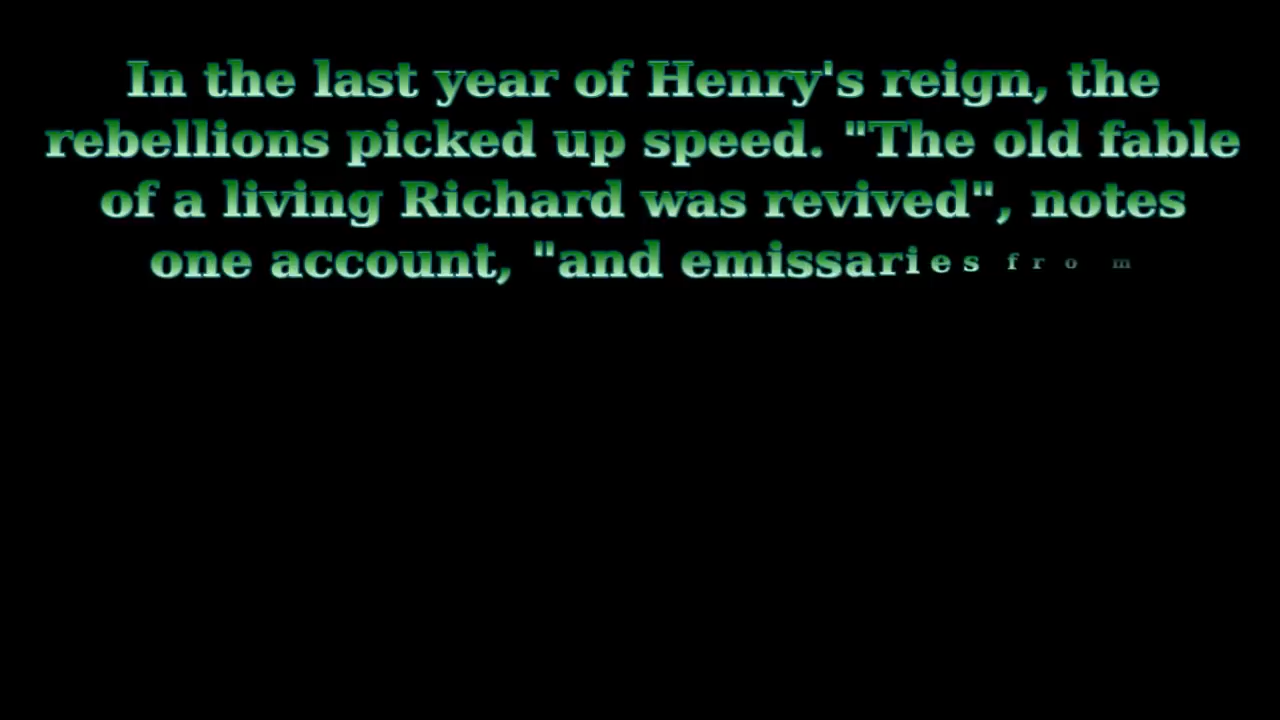 In the last year of Henry's reign, the
rebellions picked up speed. "The old fable
of a living Richard was revived", notes
one account, "and emissaries from